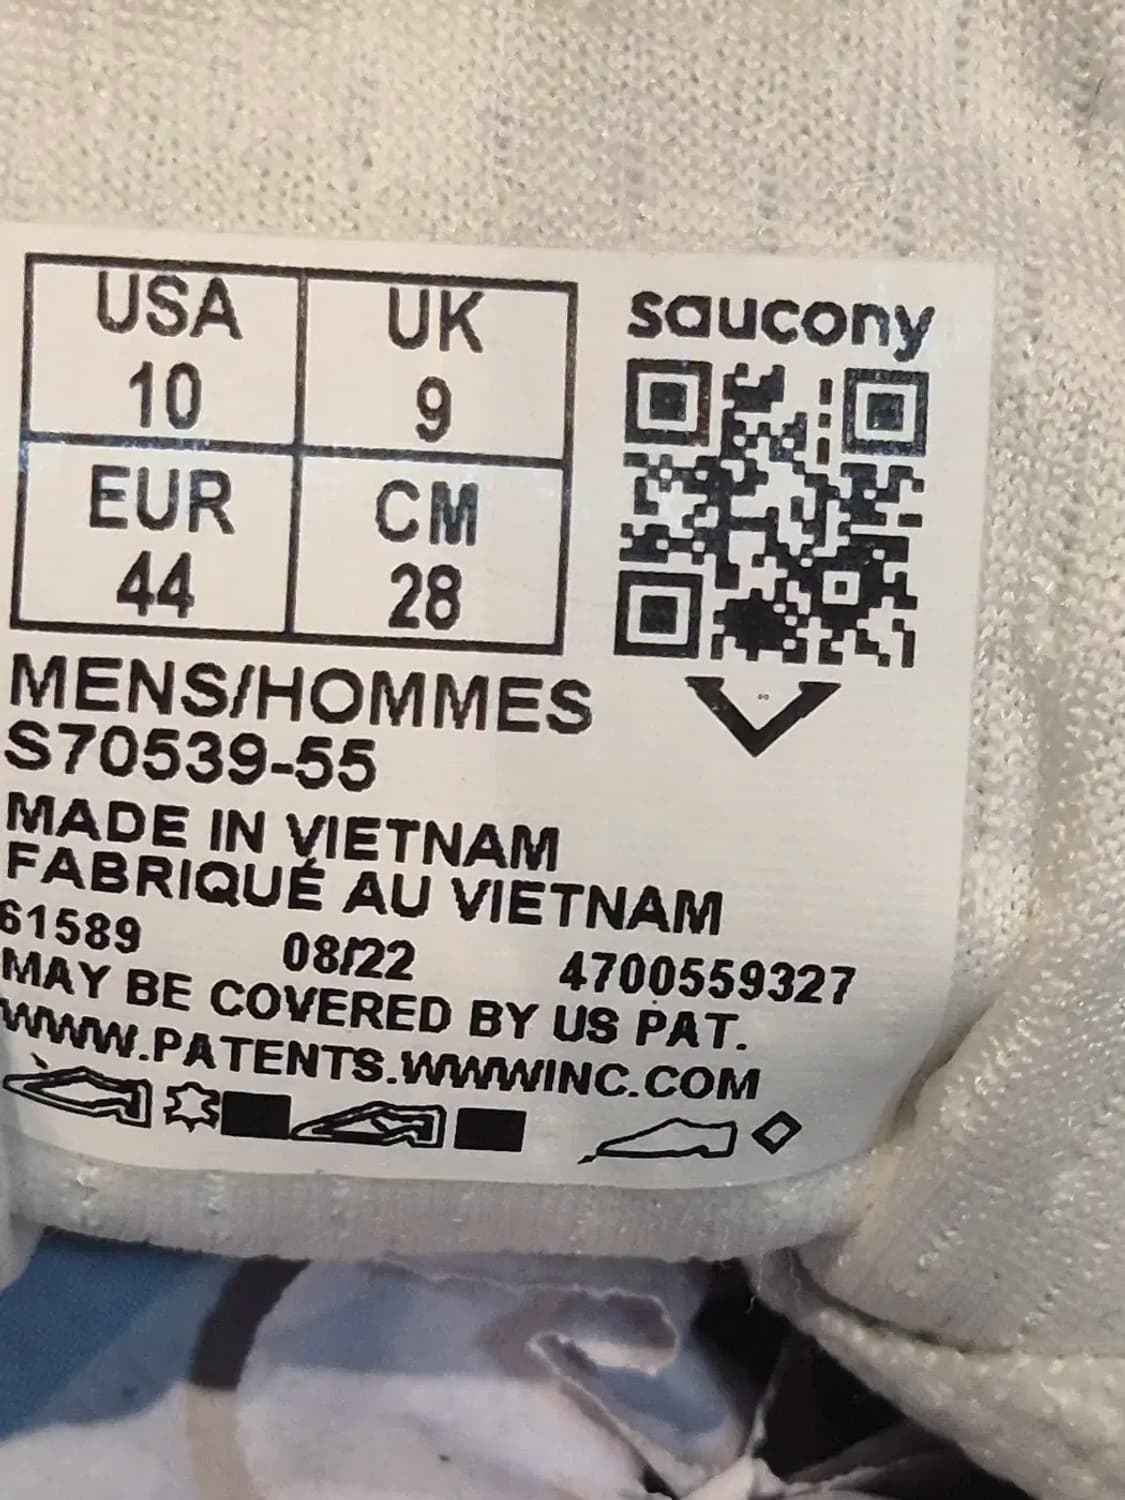 USA
10
UK
9
EUR
44
CM
28
saucony
MENS/HOMMES
S70539-55
MADE IN VIETNAM
FABRIQUÉ AU VIETNAM
61589 08/22 4700559327
MAY BE COVERED BY US PAT.
WWW.PATENTS.WWWINC.COM